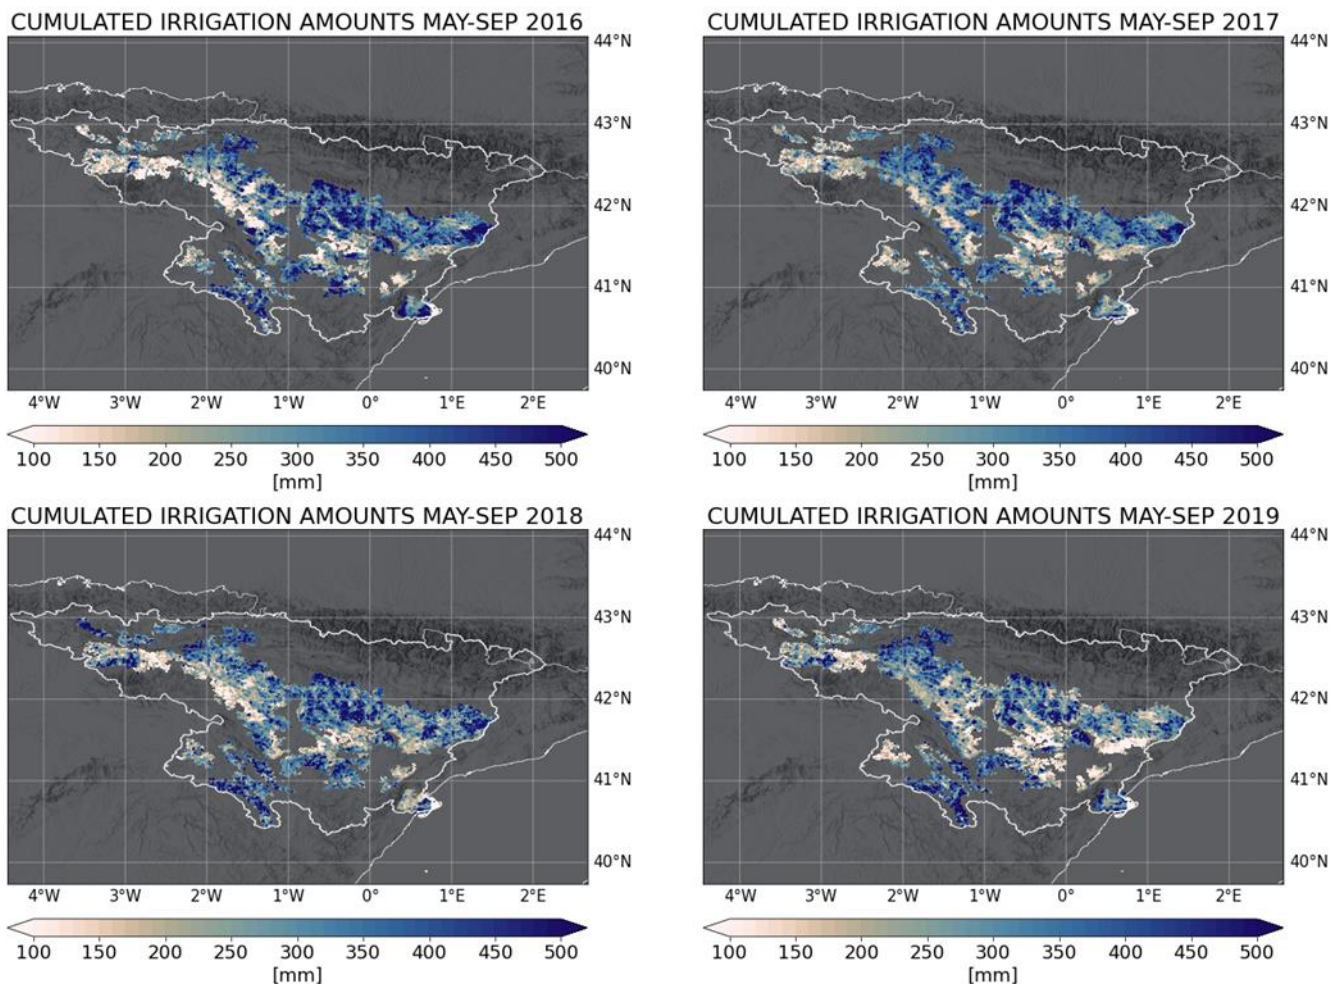 CUMULATED IRRIGATION AMOUNTS MAY-SEP 2016
44°N
43°N
42°N
41°N
40°N
4°W 3°W 2°W 1°W 0° 1°E 2°E
100 150 200 250 300 350 400 450 500
[mm]
CUMULATED IRRIGATION AMOUNTS MAY-SEP 2017
44°N
43°N
42°N
41°N
40°N
4°W 3°W 2°W 1°W 0° 1°E 2°E
100 150 200 250 300 350 400 450 500
[mm]
CUMULATED IRRIGATION AMOUNTS MAY-SEP 2018
44°N
43°N
42°N
41°N
40°N
4°W 3°W 2°W 1°W 0° 1°E 2°E
100 150 200 250 300 350 400 450 500
[mm]
CUMULATED IRRIGATION AMOUNTS MAY-SEP 2019
44°N
43°N
42°N
41°N
40°N
4°W 3°W 2°W 1°W 0° 1°E 2°E
100 150 200 250 300 350 400 450 500
[mm]